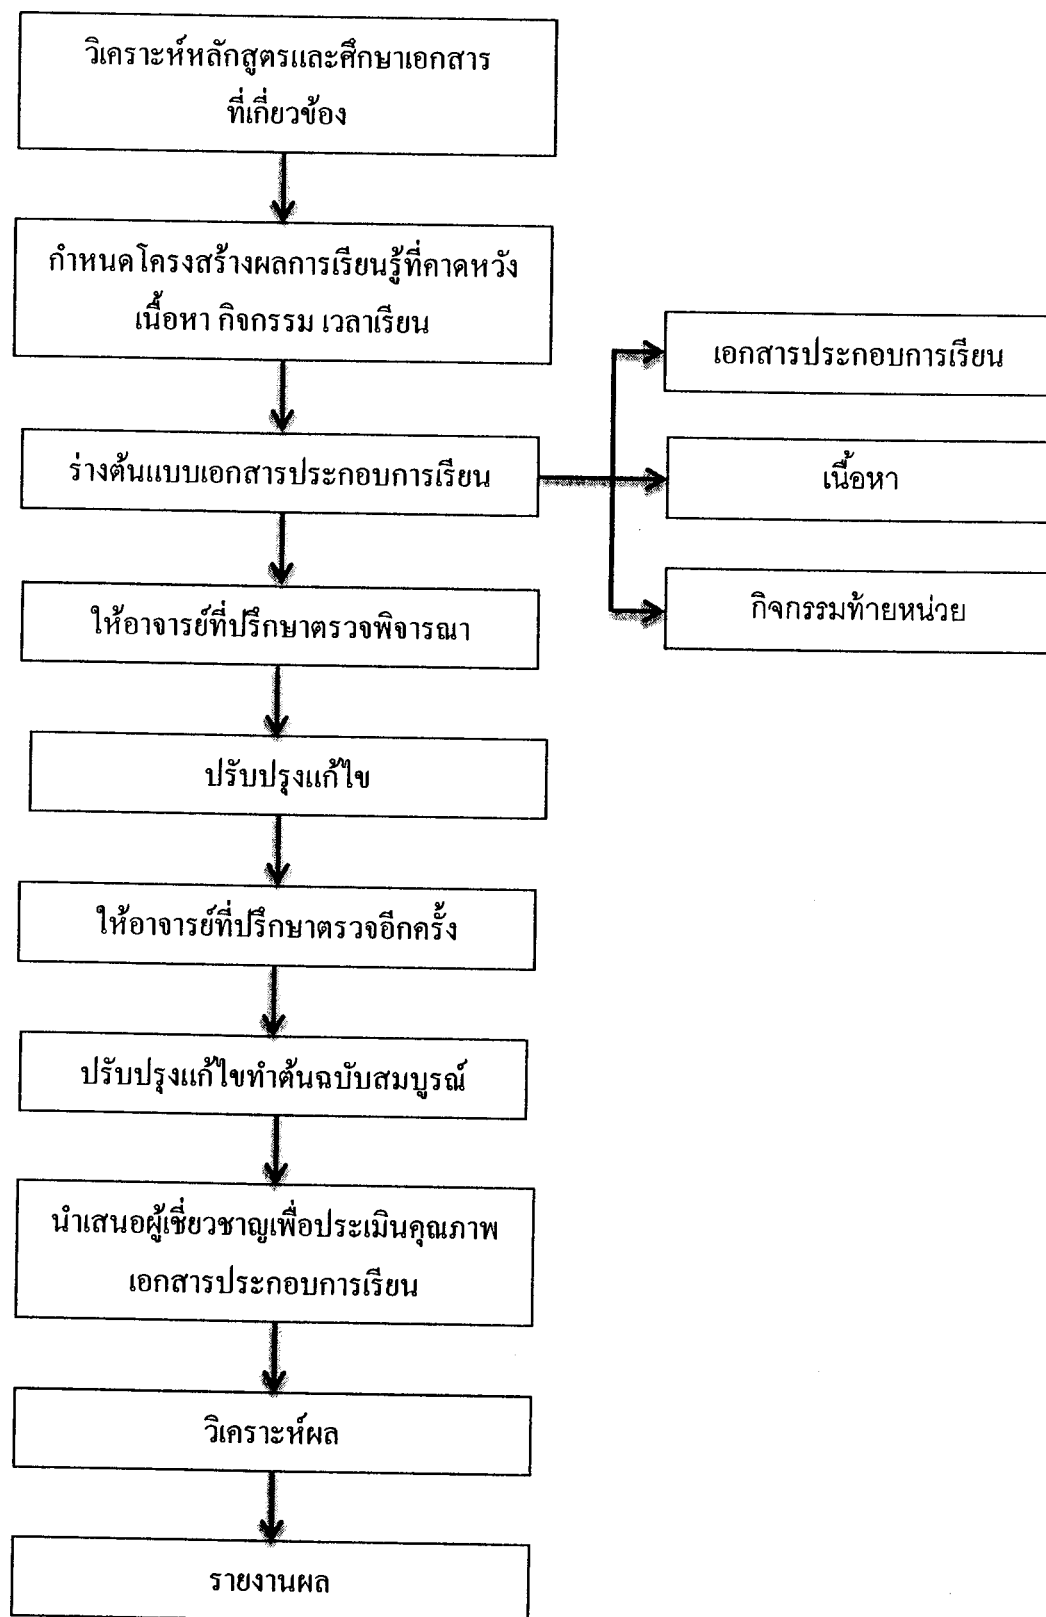 วิเคราะห์หลักสูตรและศึกษาเอกสาร
ที่เกี่ยวข้อง
กำหนดโครงสร้างผลการเรียนรู้ที่คาดหวัง
เนื้อหา กิจกรรม เวลาเรียน
ร่างต้นแบบเอกสารประกอบการเรียน
เอกสารประกอบการเรียน
เนื้อหา
กิจกรรมท้ายหน่วย
ให้อาจารย์ที่ปรึกษาตรวจพิจารณา
ปรับปรุงแก้ไข
ให้อาจารย์ที่ปรึกษาตรวจอีกครั้ง
ปรับปรุงแก้ไขทำต้นฉบับสมบูรณ์
นำเสนอผู้เชี่ยวชาญเพื่อประเมินคุณภาพ
เอกสารประกอบการเรียน
วิเคราะห์ผล
รายงานผล